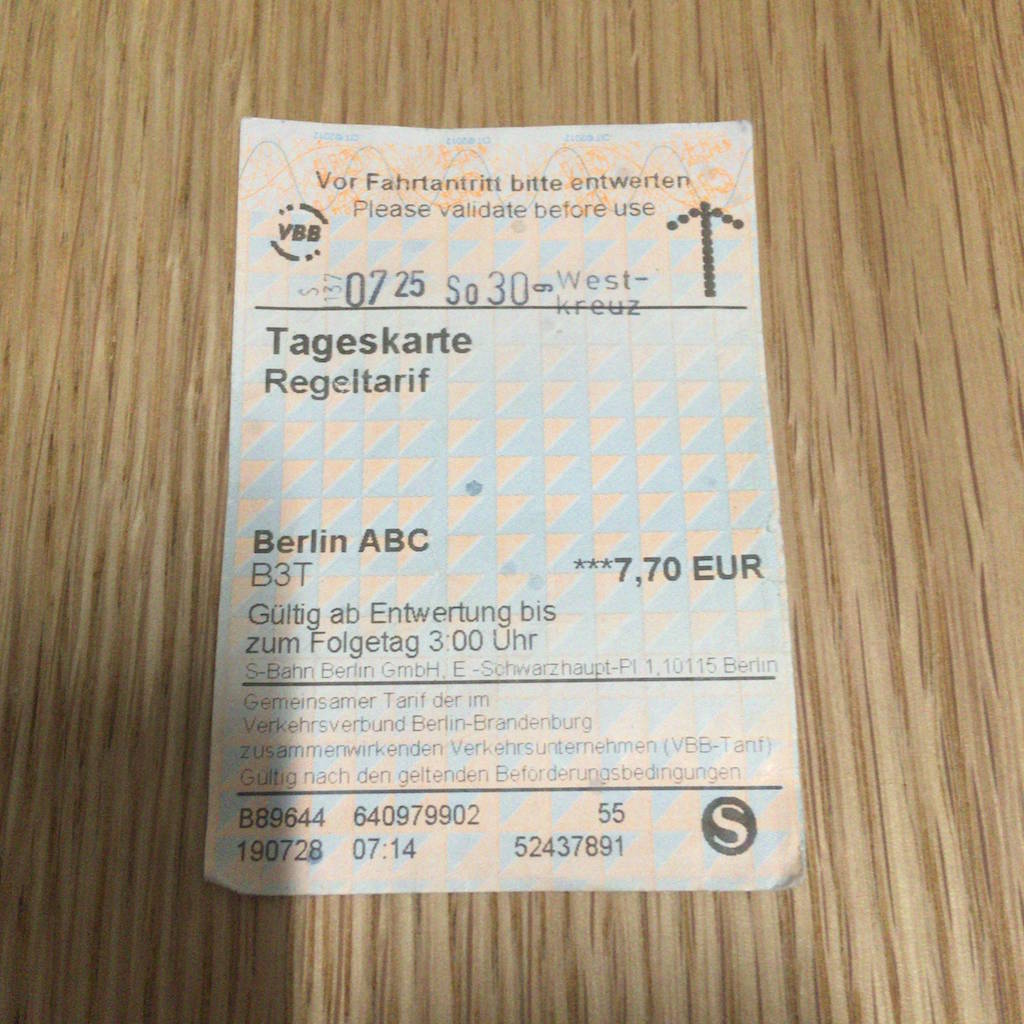 Vor Fahrtantritt bitte entwerten
Please validate before use
VBB
S 137 07 25 So 30 9 West-
kreuz
Tageskarte
Regeltarif
Berlin ABC
B3T
***7,70 EUR
Gültig ab Entwertung bis
zum Folgetag 3:00 Uhr
S-Bahn Berlin GmbH, E.-Schwarzhaupt-Pl 1,10115 Berlin
Gemeinsamer Tarif der im
Verkehrsverbund Berlin-Brandenburg
zusammenwirkenden Verkehrsunternehmen (VBB-Tarif)
Gültig nach den geltenden Beförderungsbedingungen
B89644 640979902 55
S
190728 07:14 52437891